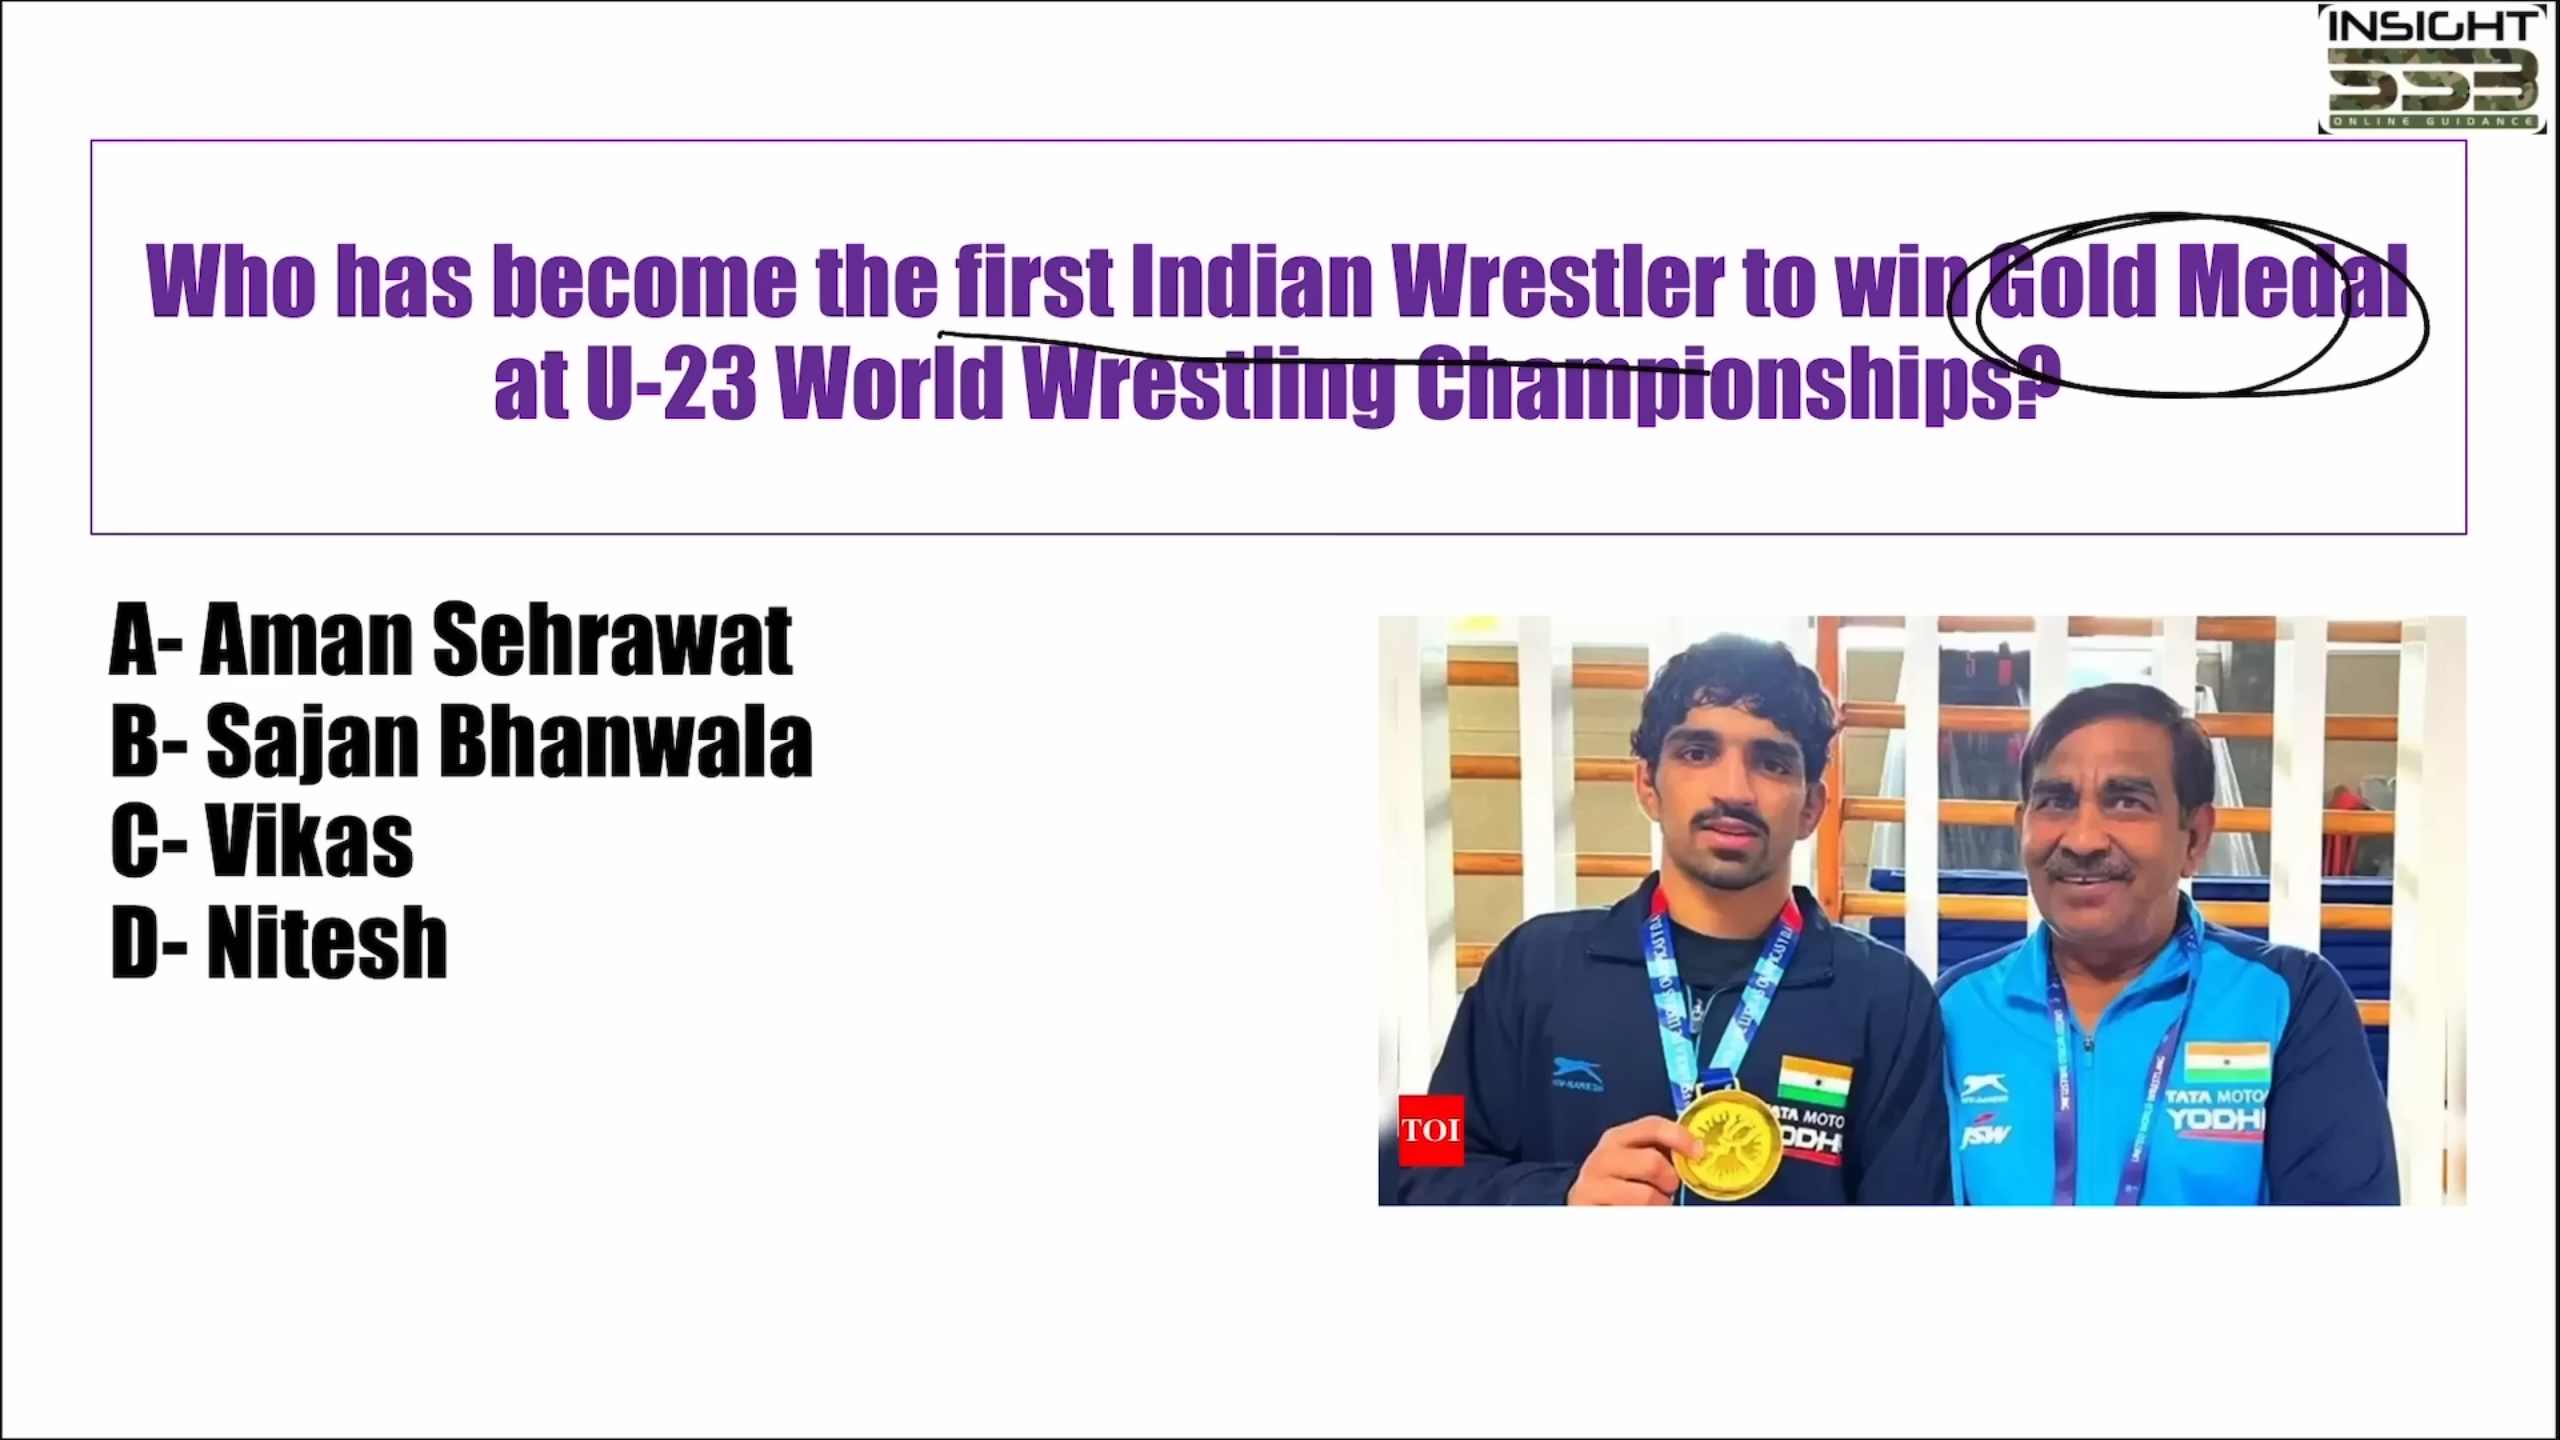 INSIGHT
SSB
ONLINE GUIDANCE
Who has become the first Indian Wrestler to win Gold Medal
at U-23 World Wrestling Championships?
A- Aman Sehrawat
B- Sajan Bhanwala
C- Vikas
D- Nitesh
TATA MOTO
YODH
JSW
TATA MOTO
YODH
TOI